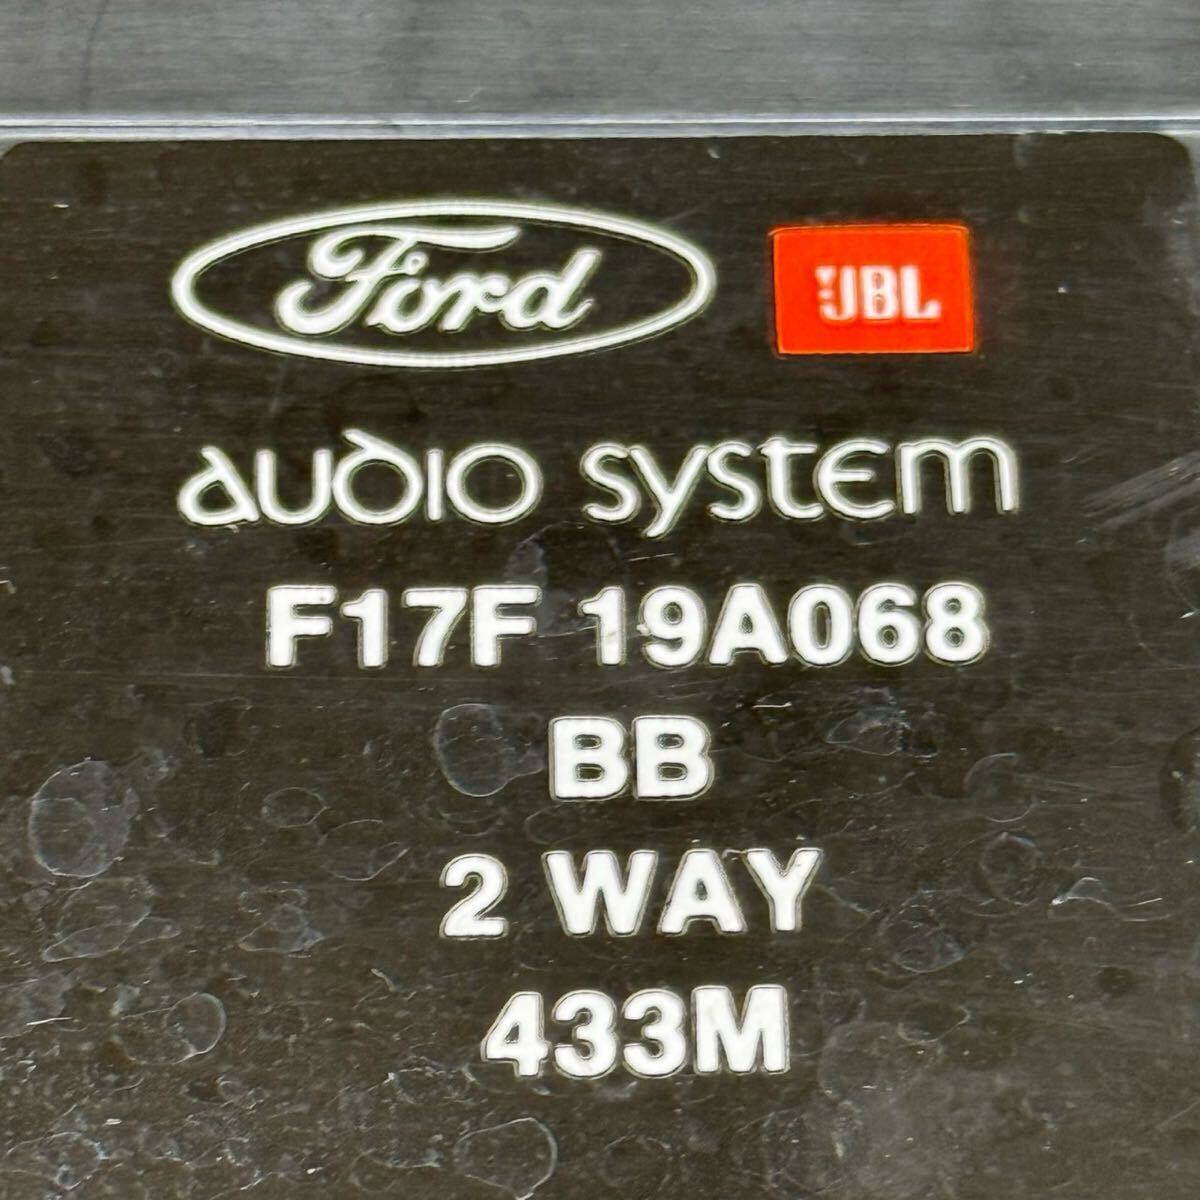 Ford JBL
audio system
F17F 19A068
BB
2 WAY
433M